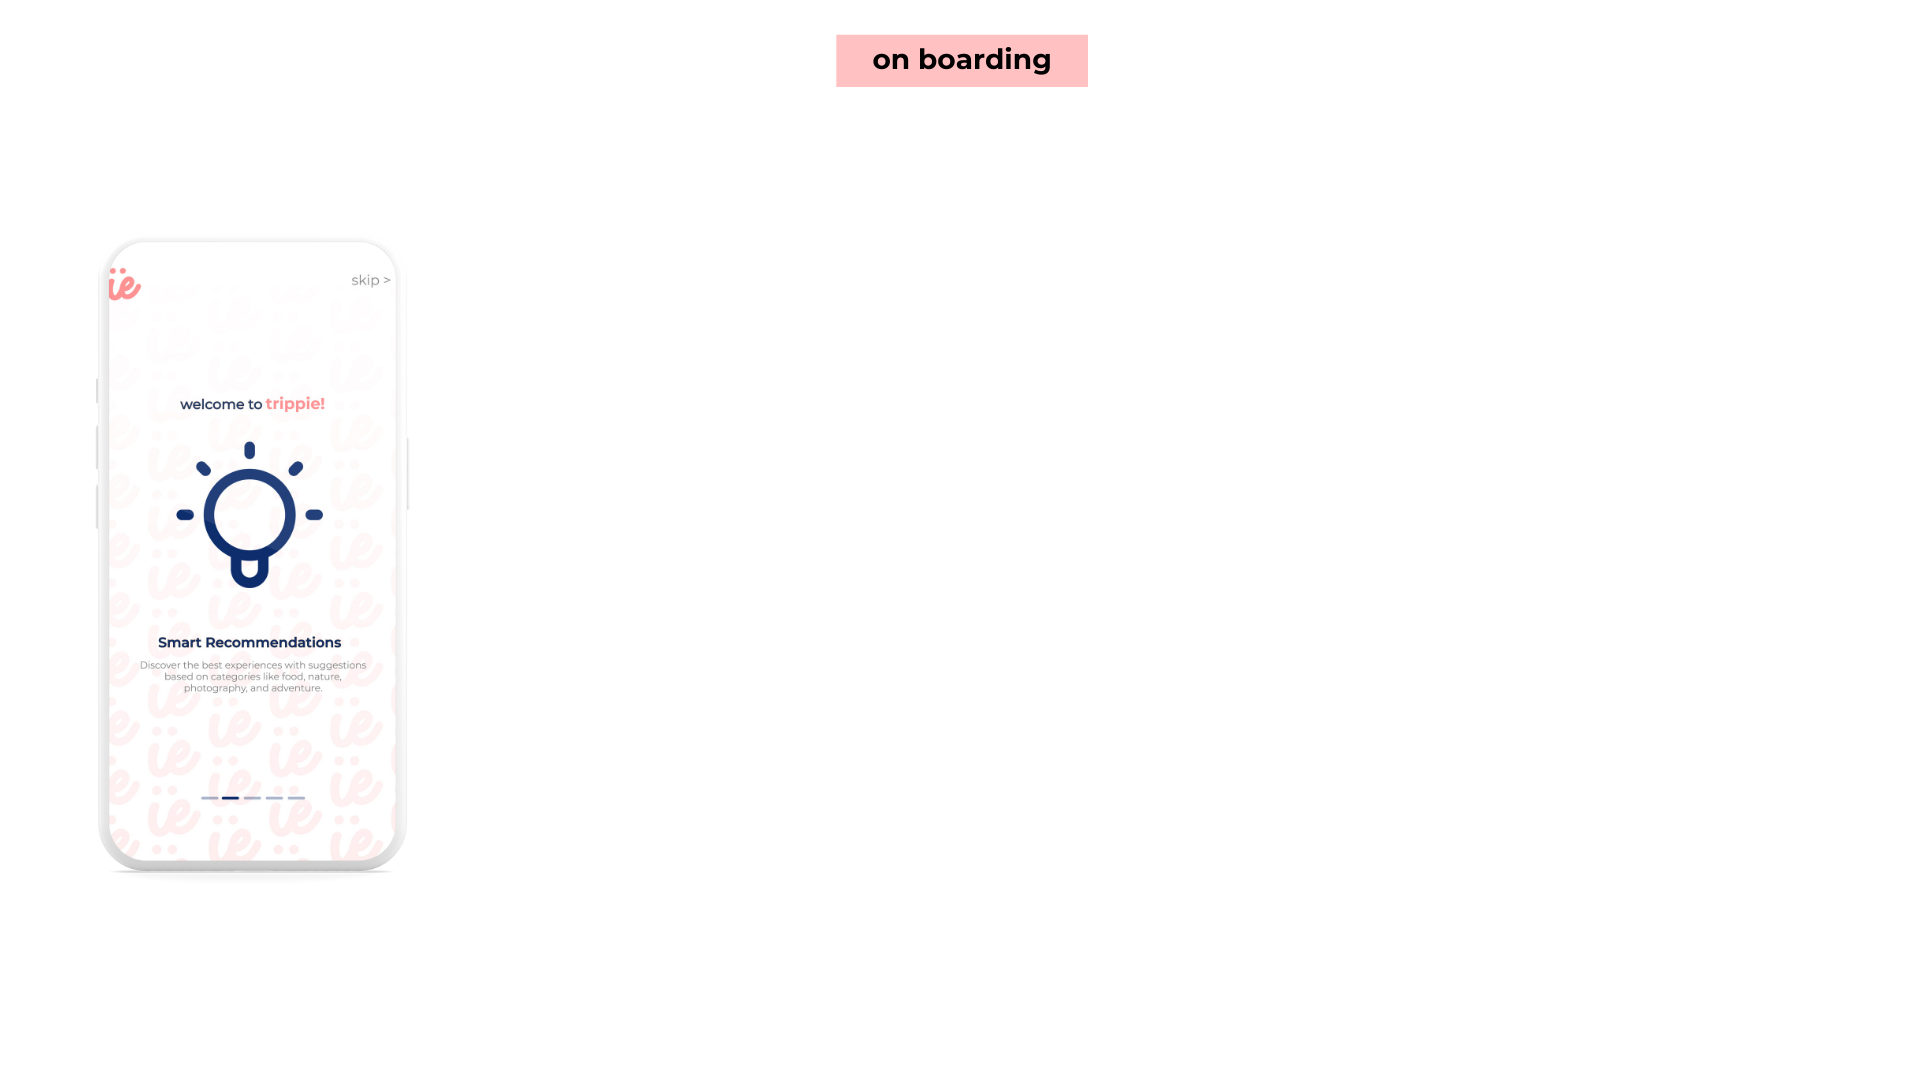 on boarding
ie
skip >
welcome to trippie!
Smart Recommendations
Discover the best experiences with suggestions
based on categories like food, nature,
photography, and adventure.